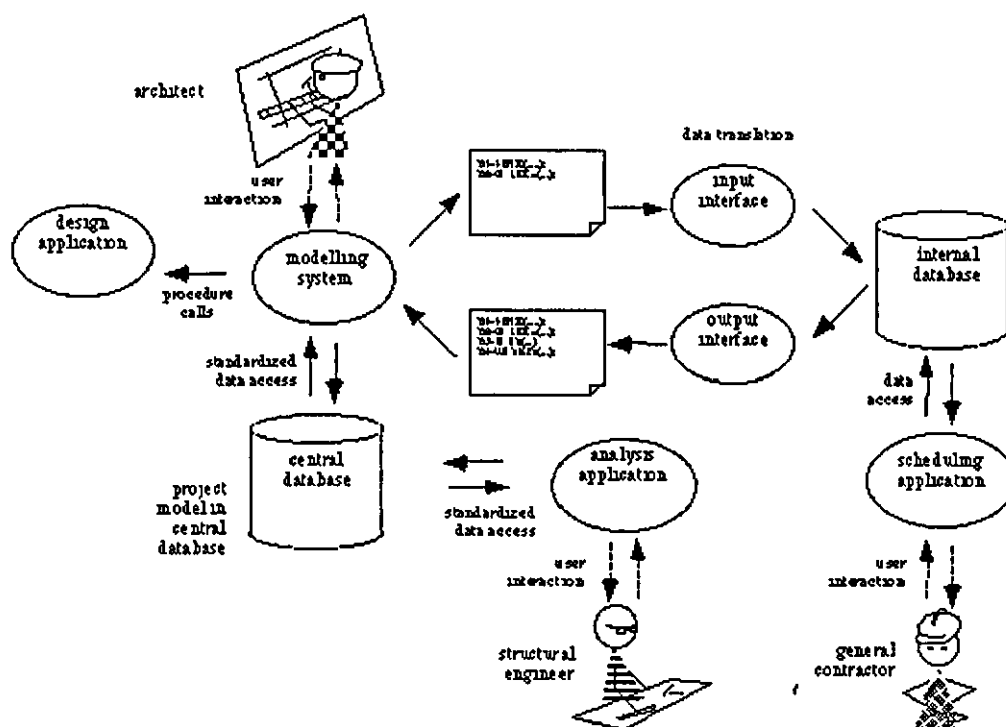 architect
data translation
user
interaction
input
interface
design
application
modelling
system
internal
database
procedure
calls
output
interface
standardized
data access
data
access
central
database
analysis
application
scheduling
application
project
model in
central
database
standardized
data access
user
interaction
user
interaction
structural
engineer
general
contractor